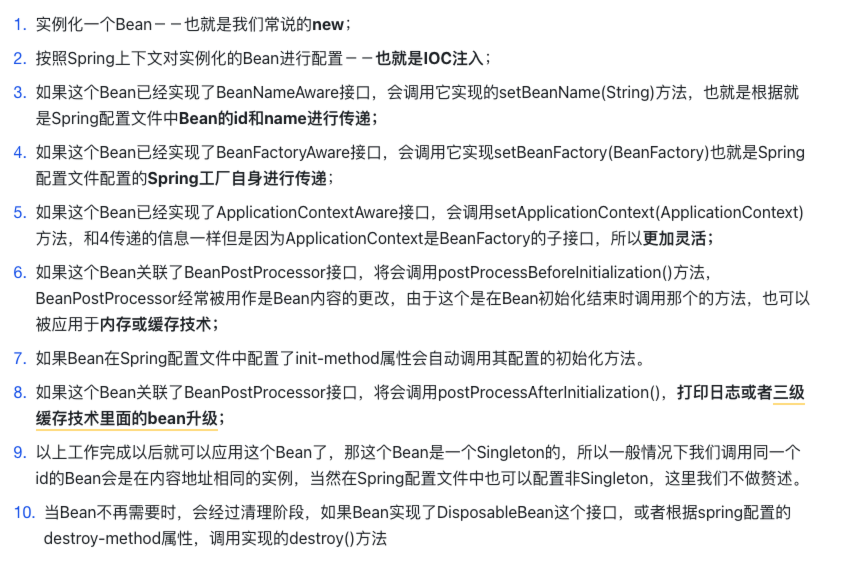 1. 实例化一个Bean－－也就是我们常说的new；
2. 按照Spring上下文对实例化的Bean进行配置－－也就是IOC注入；
3. 如果这个Bean已经实现了BeanNameAware接口，会调用它实现的setBeanName(String)方法，也就是根据就
是Spring配置文件中Bean的id和name进行传递；
4. 如果这个Bean已经实现了BeanFactoryAware接口，会调用它实现setBeanFactory(BeanFactory)也就是Spring
配置文件配置的Spring工厂自身进行传递；
5. 如果这个Bean已经实现了ApplicationContextAware接口，会调用setApplicationContext(ApplicationContext)
方法，和4传递的信息一样但是因为ApplicationContext是BeanFactory的子接口，所以更加灵活；
6. 如果这个Bean关联了BeanPostProcessor接口，将会调用postProcessBeforeInitialization()方法，
BeanPostProcessor经常被用作是Bean内容的更改，由于这个是在Bean初始化结束时调用那个的方法，也可以
被应用于内存或缓存技术；
7. 如果Bean在Spring配置文件中配置了init-method属性会自动调用其配置的初始化方法。
8. 如果这个Bean关联了BeanPostProcessor接口，将会调用postProcessAfterInitialization()，打印日志或者三级
缓存技术里面的bean升级；
9. 以上工作完成以后就可以应用这个Bean了，那这个Bean是一个Singleton的，所以一般情况下我们调用同一个
id的Bean会是在内容地址相同的实例，当然在Spring配置文件中也可以配置非Singleton，这里我们不做赘述。
10. 当Bean不再需要时，会经过清理阶段，如果Bean实现了DisposableBean这个接口，或者根据spring配置的
destroy-method属性，调用实现的destroy()方法